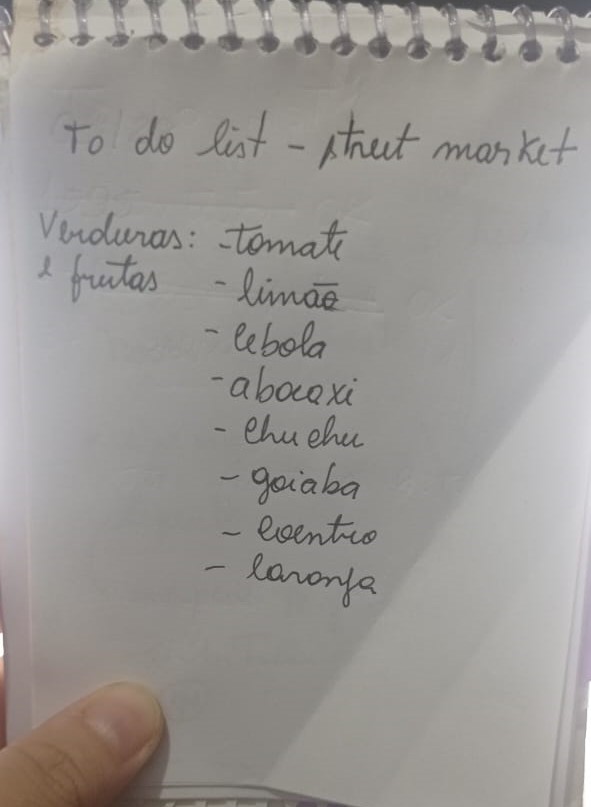 To do list - street market
Verduras: - tomate
e frutas - limão
- cebola
- abacaxi
- chuchu
- goiaba
- coentro
- laranja